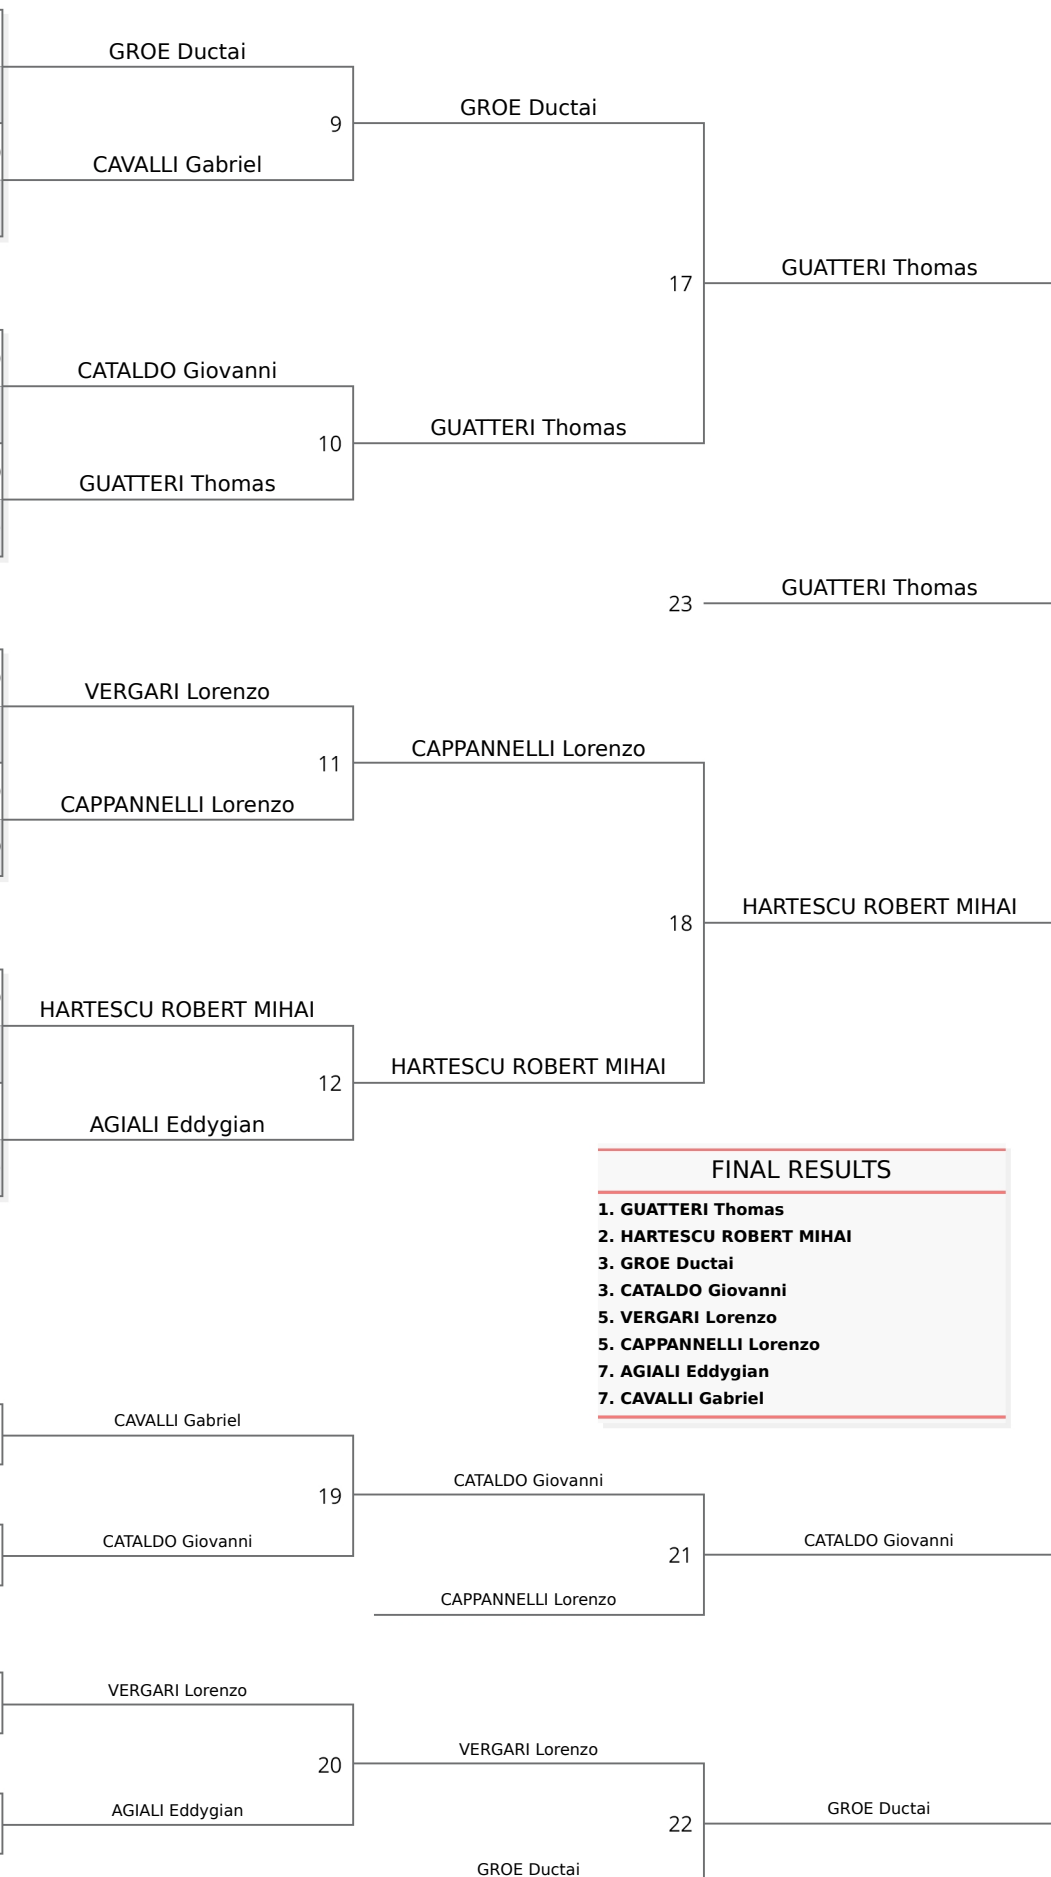 GROE Ductai
GROE Ductai
9
CAVALLI Gabriel
GUATTERI Thomas
17
CATALDO Giovanni
GUATTERI Thomas
10
GUATTERI Thomas
GUATTERI Thomas
23
VERGARI Lorenzo
CAPPANNELLI Lorenzo
11
CAPPANNELLI Lorenzo
HARTESCU ROBERT MIHAI
18
HARTESCU ROBERT MIHAI
HARTESCU ROBERT MIHAI
12
AGIALI Eddygian
FINAL RESULTS
1. GUATTERI Thomas
2. HARTESCU ROBERT MIHAI
3. GROE Ductai
3. CATALDO Giovanni
5. VERGARI Lorenzo
5. CAPPANNELLI Lorenzo
7. AGIALI Eddygian
7. CAVALLI Gabriel
CAVALLI Gabriel
CATALDO Giovanni
19
CATALDO Giovanni
CATALDO Giovanni
21
CAPPANNELLI Lorenzo
VERGARI Lorenzo
VERGARI Lorenzo
20
AGIALI Eddygian
GROE Ductai
22
GROE Ductai